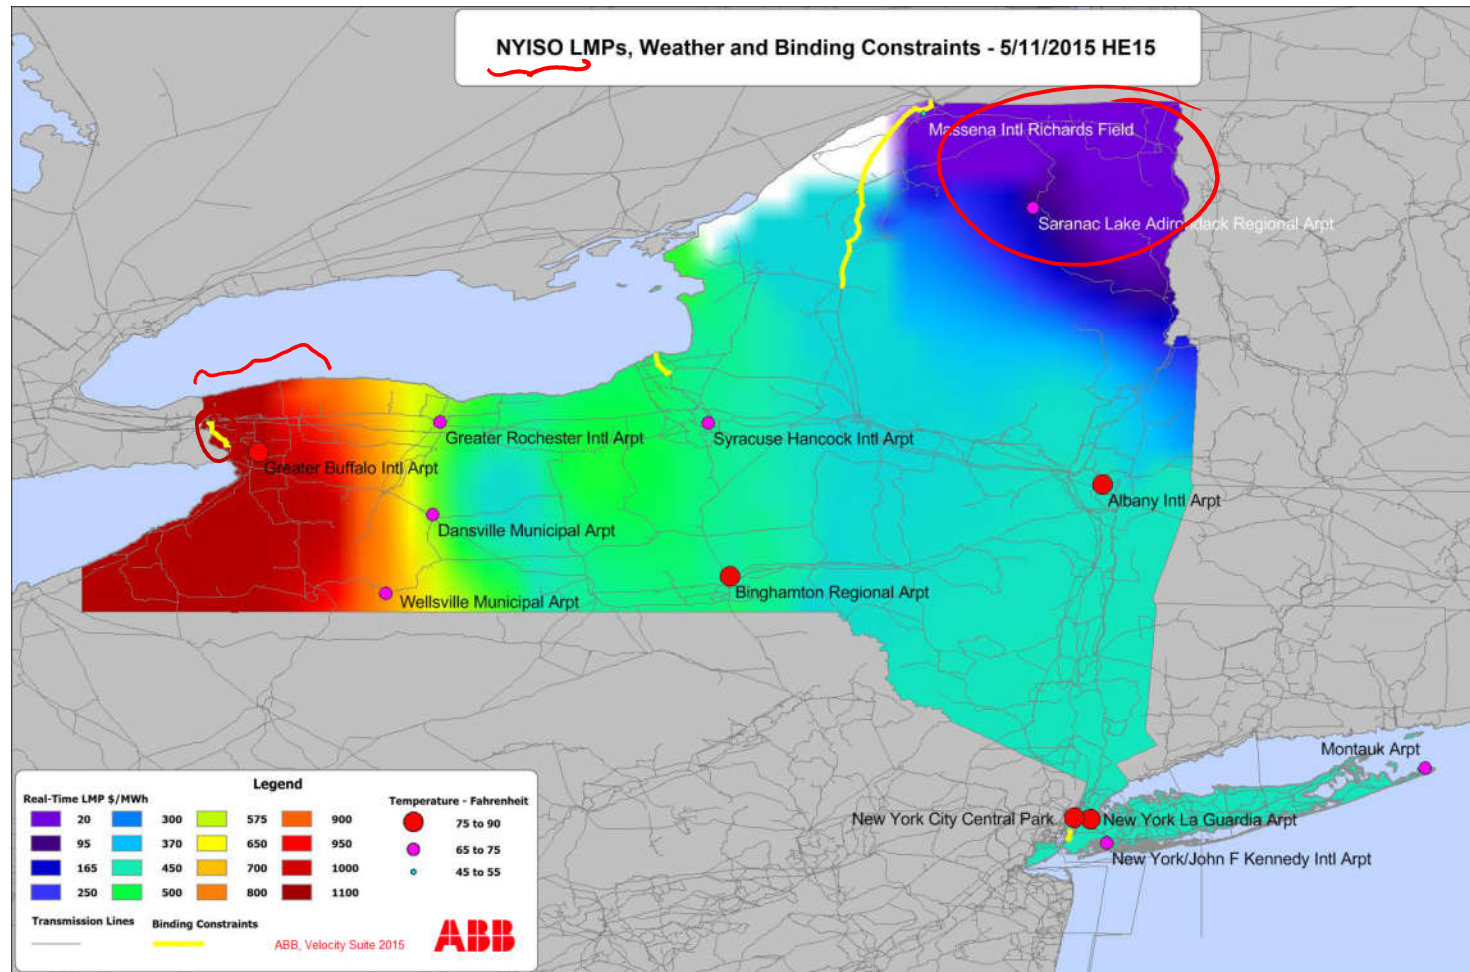 NYISO LMPs, Weather and Binding Constraints - 5/11/2015 HE15
Massena Intl Richards Field
Saranac Lake Adirondack Regional Arpt
Greater Rochester Intl Arpt
Syracuse Hancock Intl Arpt
Greater Buffalo Intl Arpt
Albany Intl Arpt
Dansville Municipal Arpt
Binghamton Regional Arpt
Wellsville Municipal Arpt
Montauk Arpt
New York City Central Park
New York La Guardia Arpt
New York/John F Kennedy Intl Arpt
Legend
Real-Time LMP $/MWh
20 300 575 900
95 370 650 950
165 450 700 1000
250 500 800 1100
Temperature - Fahrenheit
75 to 90
65 to 75
45 to 55
Transmission Lines
Binding Constraints
ABB, Velocity Suite 2015
ABB